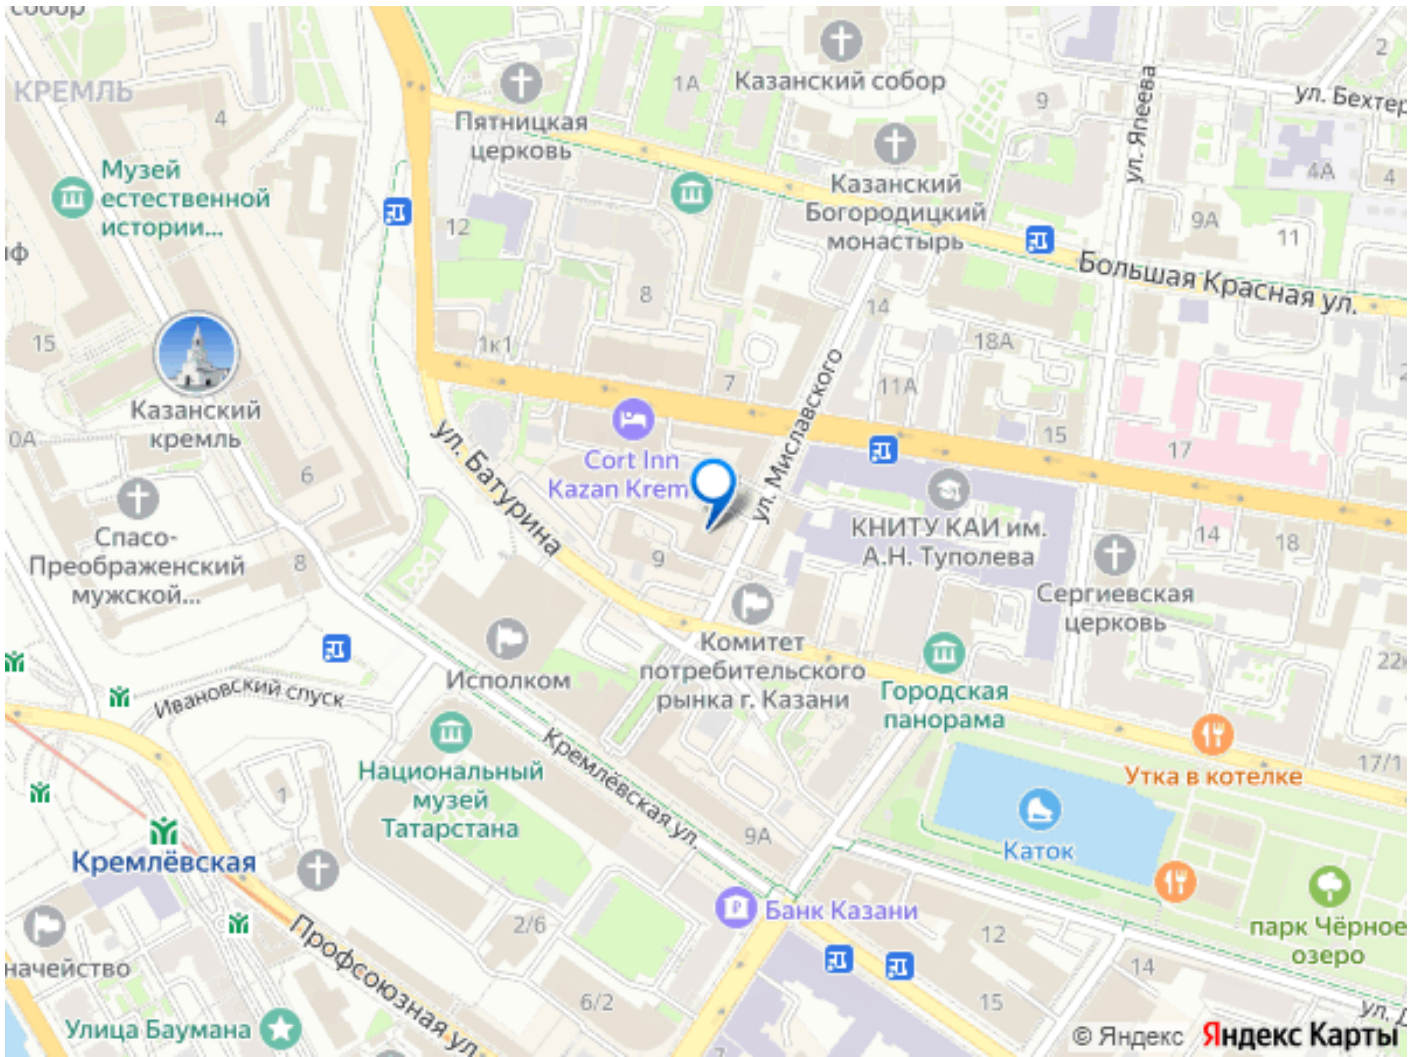 собор
КРЕМЛЬ
4
Музей
естественной
истории...
15
Казанский
кремль
6
Спасо-
Преображенский
мужской...
8
Пятницкая
церковь
1А
Казанский собор
9
ул. Япеева
2
4А
4
Казанский
Богородицкий
монастырь
9А
11
Большая Красная ул.
12
8
1к1
7
14
18А
11А
15
17
ул. Миславского
ул. Батурина
Cort Inn
Kazan Krem
9
КНИТУ КАИ им.
А.Н. Туполева
14
18
Сергиевская
церковь
Комитет
потребительского
рынка г. Казани
Исполком
Ивановский спуск
Городская
панорама
Национальный
музей
Татарстана
Кремлёвская ул.
9А
1
Кремлёвская
Утка в котелке
17/1
Каток
Банк Казани
2/6
6/2
12
15
14
парк Чёрное
озеро
Профсоюзная ул.
Улица Баумана
© Яндекс Яндекс Карты